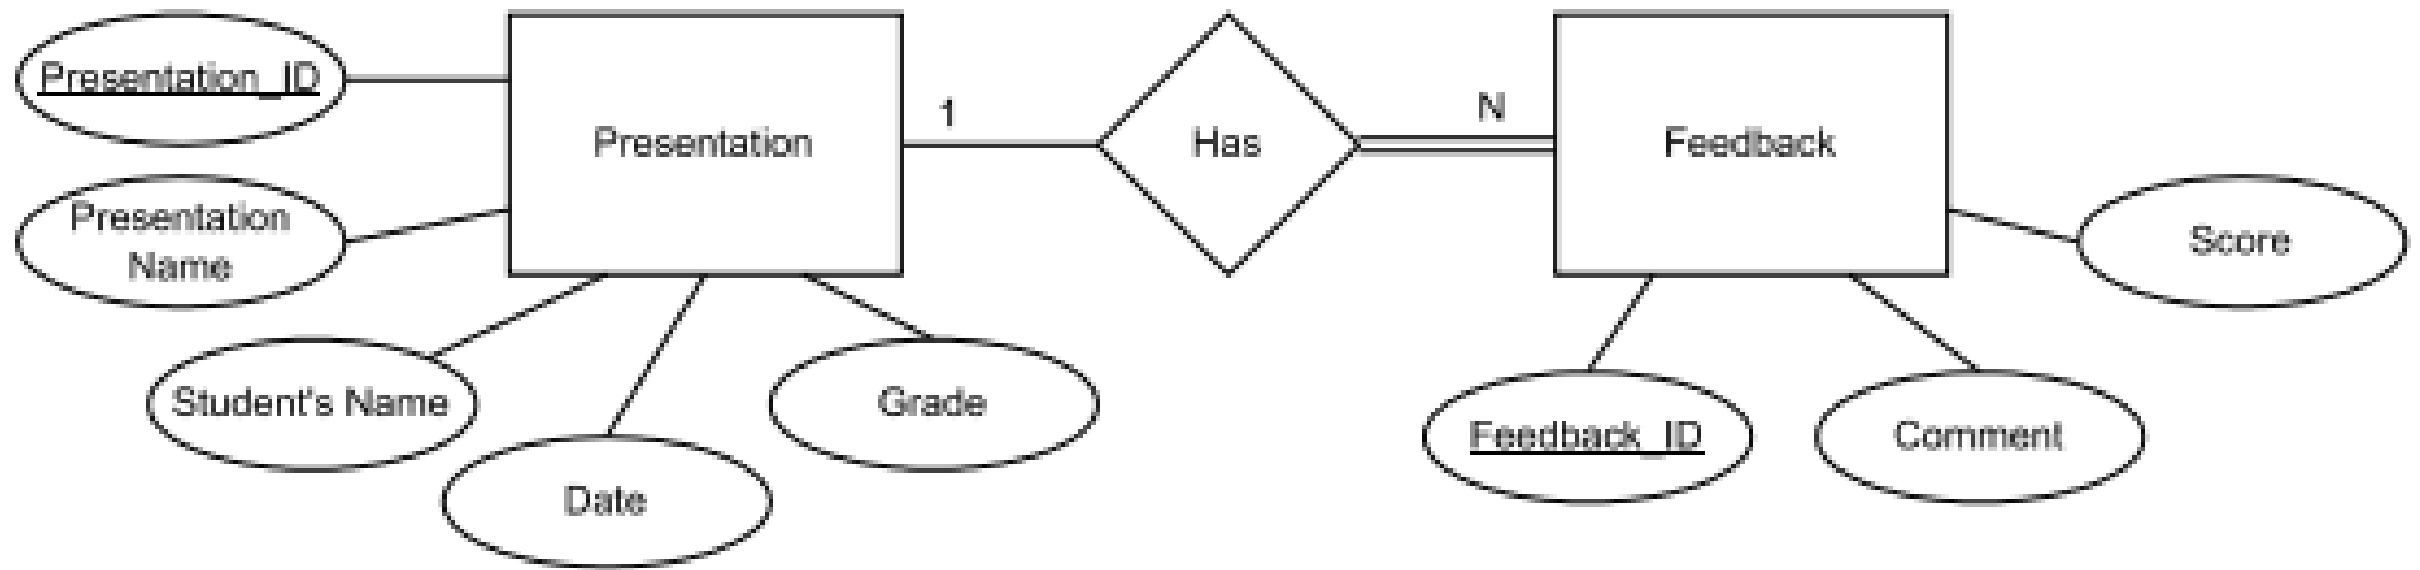 Presentation_ID
Presentation
1
Has
N
Feedback
Presentation
Name
Score
Student's Name
Grade
Date
Feedback_ID
Comment